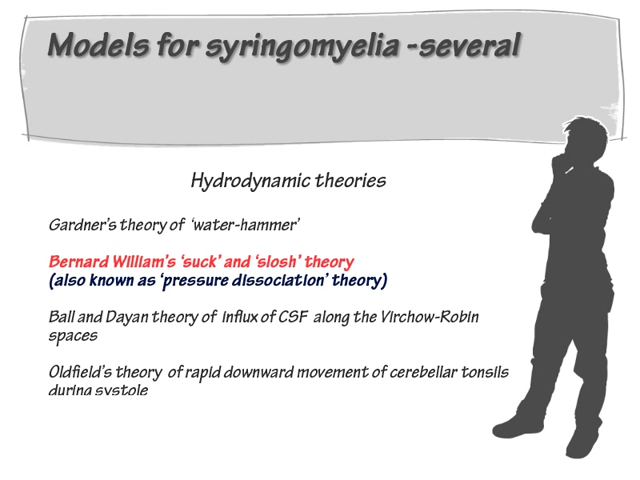 Models for syringomyelia -several
Hydrodynamic theories
Gardner's theory of 'water-hammer'
Bernard William's 'suck' and 'slosh' theory
(also known as 'pressure dissociation' theory)
Ball and Dayan theory of influx of CSF along the Virchow-Robin
spaces
Oldfield's theory of rapid downward movement of cerebellar tonsils
during systole